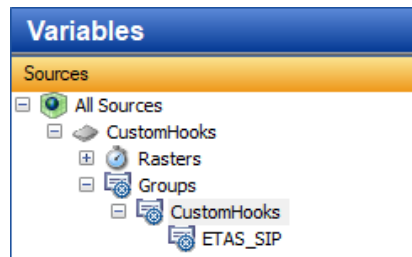 Variables
Sources
All Sources
CustomHooks
Rasters
Groups
CustomHooks
ETAS_SIP